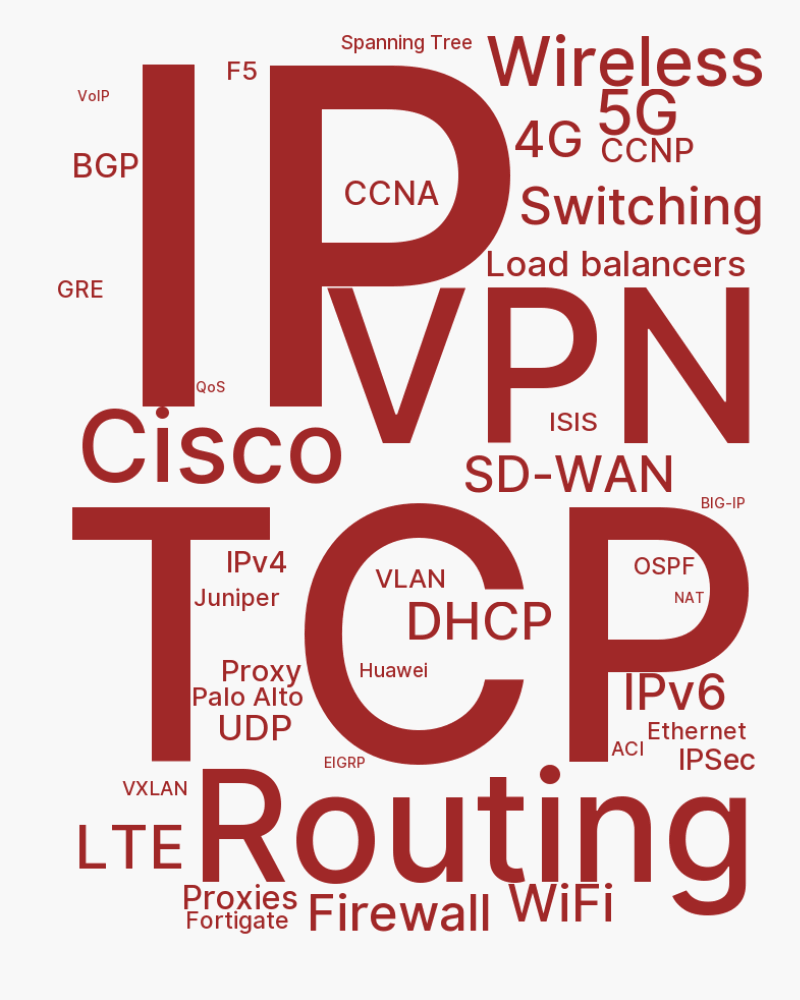 Spanning Tree
Wireless
F5
IP
VoIP
5G
4G
CCNP
BGP
CCNA
Switching
Load balancers
GRE
VPN
QoS
ISIS
Cisco
SD-WAN
BIG-IP
TCP
IPv4
OSPF
VLAN
NAT
Juniper
DHCP
Proxy
Huawei
Palo Alto
IPv6
UDP
Ethernet
ACI
IPSec
EIGRP
VXLAN
Routing
LTE
Proxies
WiFi
Firewall
Fortigate